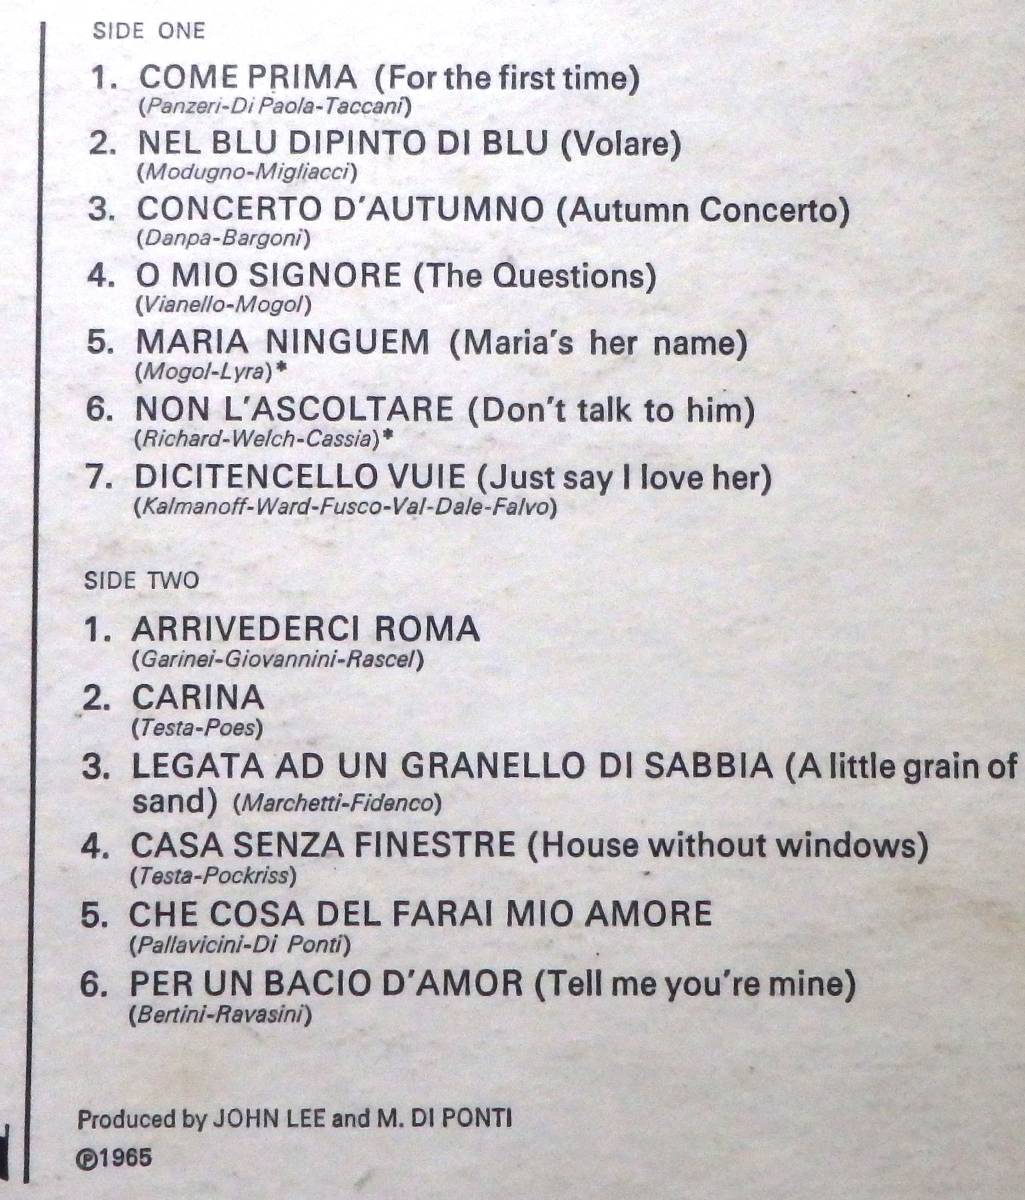 SIDE ONE
1. COME PRIMA (For the first time)
(Panzeri-Di Paola-Taccani)
2. NEL BLU DIPINTO DI BLU (Volare)
(Modugno-Migliacci)
3. CONCERTO D'AUTUMNO (Autumn Concerto)
(Danpa-Bargoni)
4. O MIO SIGNORE (The Questions)
(Vianello-Mogol)
5. MARIA NINGUEM (Maria's her name)
(Mogol-Lyra)*
6. NON L'ASCOLTARE (Don't talk to him)
(Richard-Welch-Cassia)*
7. DICITENCELLO VUIE (Just say I love her)
(Kalmanoff-Ward-Fusco-Val-Dale-Falvo)
SIDE TWO
1. ARRIVEDERCI ROMA
(Garinei-Giovannini-Rascel)
2. CARINA
(Testa-Poes)
3. LEGATA AD UN GRANELLO DI SABBIA (A little grain of
sand) (Marchetti-Fidenco)
4. CASA SENZA FINESTRE (House without windows)
(Testa-Pockriss)
5. CHE COSA DEL FARAI MIO AMORE
(Pallavicini-Di Ponti)
6. PER UN BACIO D'AMOR (Tell me you're mine)
(Bertini-Ravasini)
Produced by JOHN LEE and M. DI PONTI
℗1965